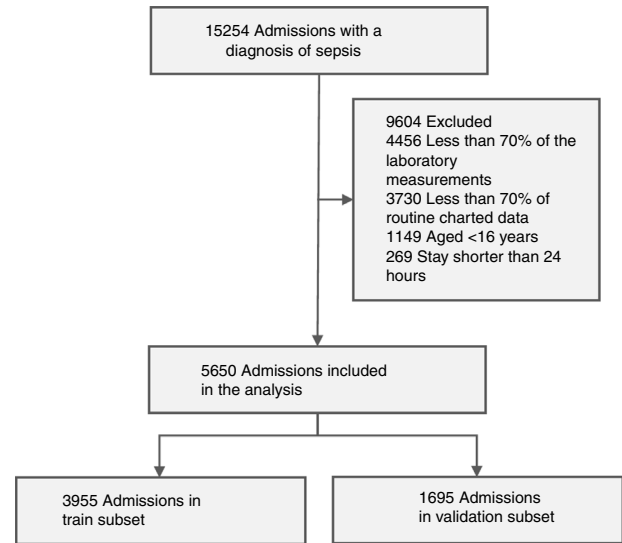 15254 Admissions with a
diagnosis of sepsis
9604 Excluded
4456 Less than 70% of the
laboratory
measurements
3730 Less than 70% of
routine charted data
1149 Aged <16 years
269 Stay shorter than 24
hours
5650 Admissions included
in the analysis
3955 Admissions in
train subset
1695 Admissions
in validation subset